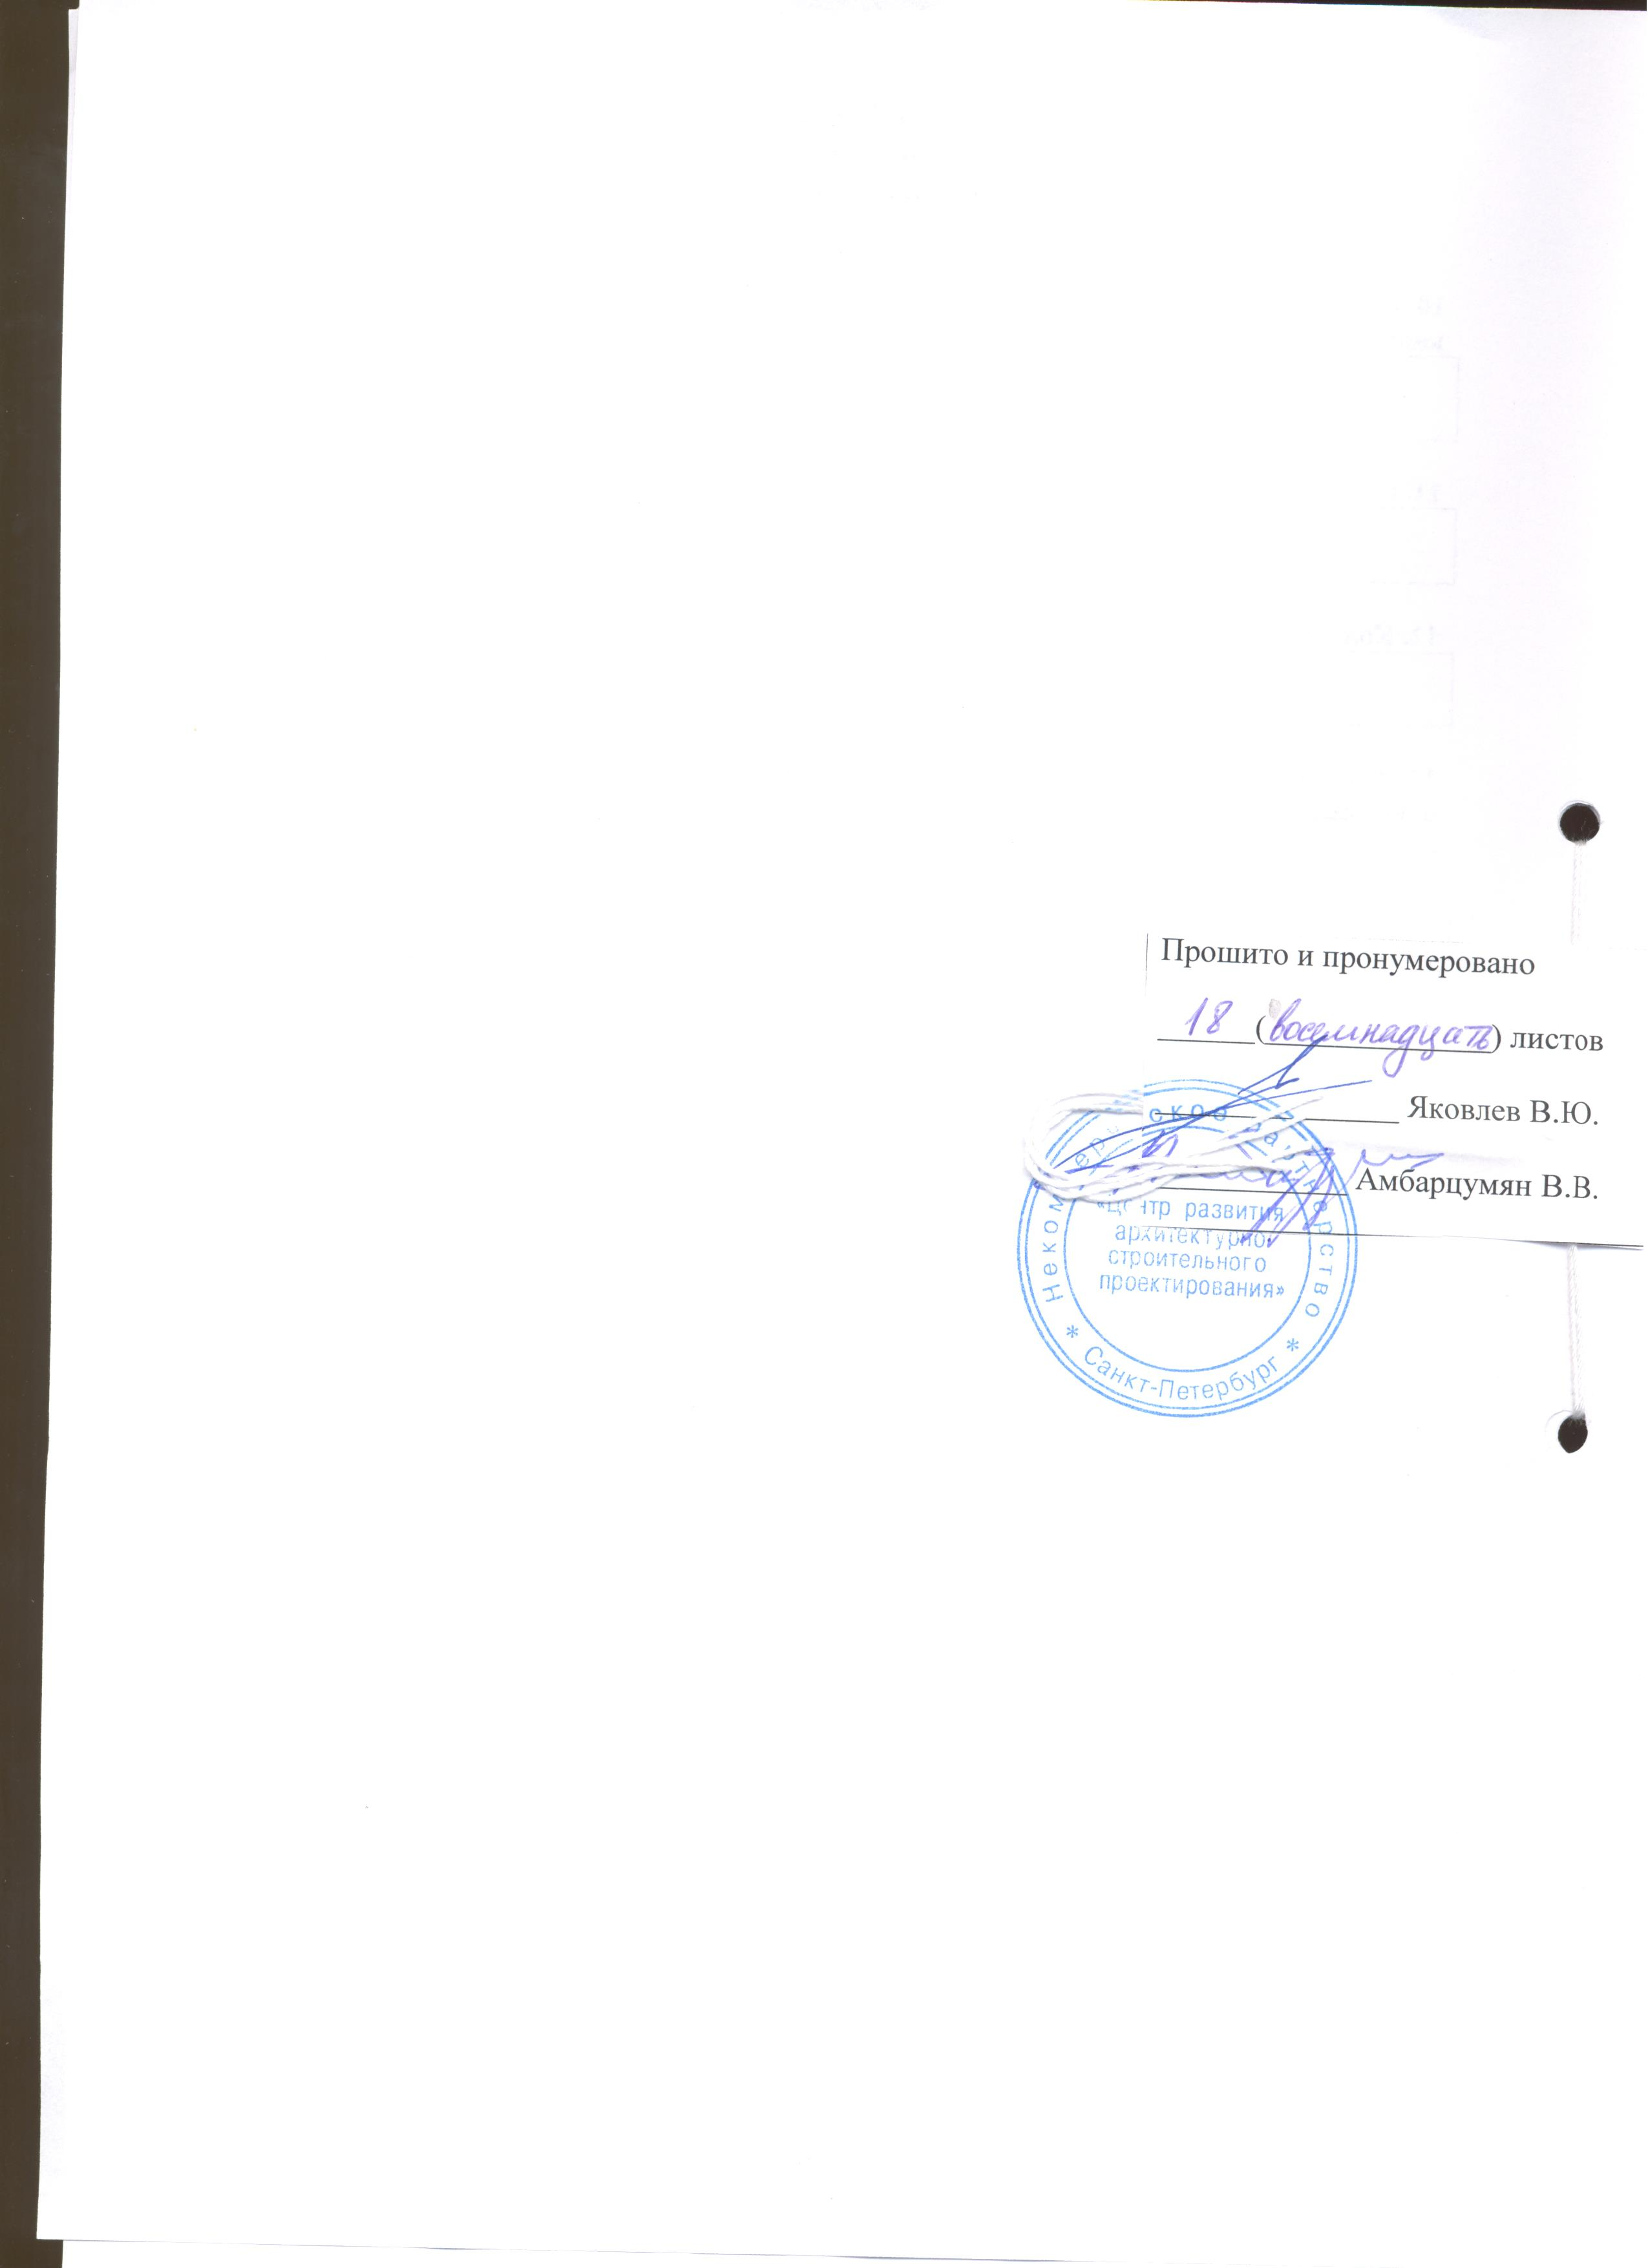 Прошито и пронумеровано
18 (восемнадцать) листов
Яковлев В.Ю.
Амбарцумян В.В.
«Центр развития
архитектурно
строительного
проектирования»
* Санкт-Петербург *